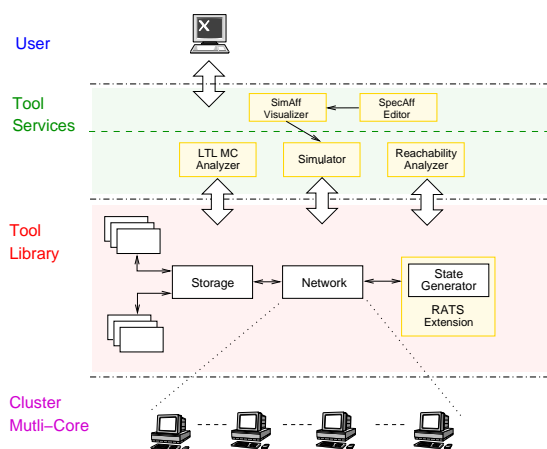 User
X
Tool
Services
SimAff
Visualizer
SpecAff
Editor
LTL MC
Analyzer
Simulator
Reachability
Analyzer
Tool
Library
Storage
Network
State
Generator
RATS
Extension
Cluster
Mutli−Core